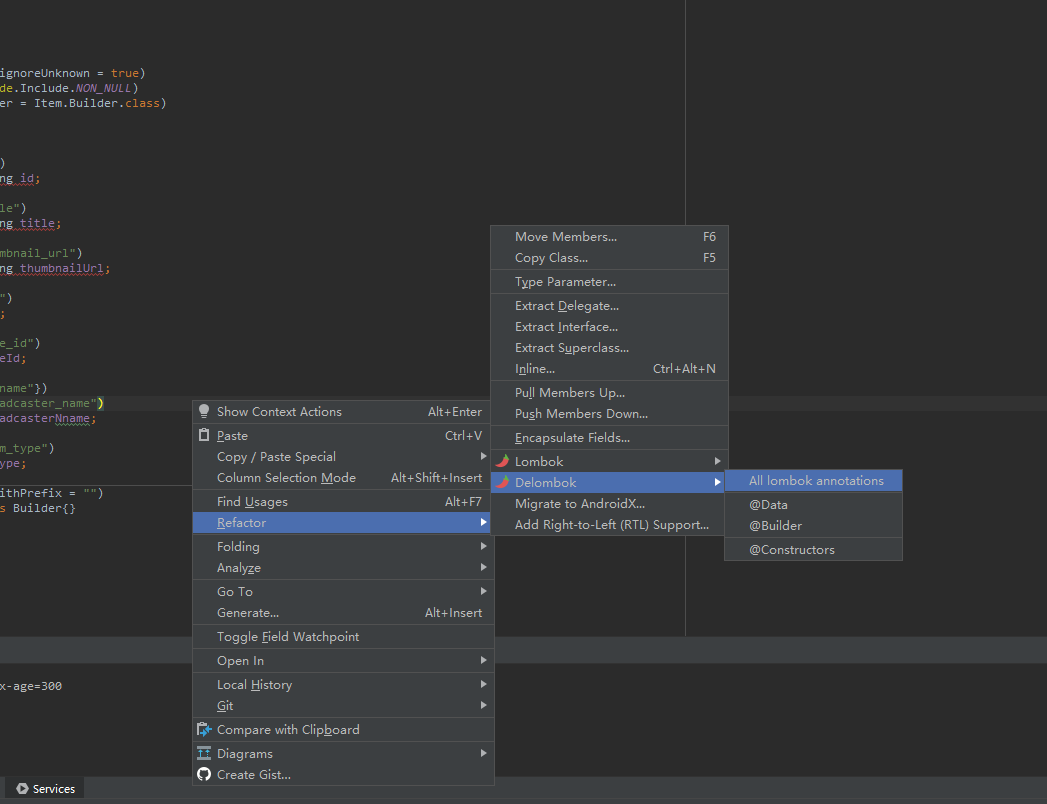 ignoreUnknown = true)
de.Include.NON_NULL)
er = Item.Builder.class)
)
ng id;
le")
ng title;
mbnail_url")
ng thumbnailUrl;
")
;
e_id")
eId;
name"})
adcaster_name")
adcasterNname;
m_type")
ype;
ithPrefix = "")
s Builder{}
x-age=300
Services
Show Context Actions Alt+Enter
Paste Ctrl+V
Copy / Paste Special
Column Selection Mode Alt+Shift+Insert
Find Usages Alt+F7
Refactor
Folding
Analyze
Go To
Generate... Alt+Insert
Toggle Field Watchpoint
Open In
Local History
Git
Compare with Clipboard
Diagrams
Create Gist...
Move Members... F6
Copy Class... F5
Type Parameter...
Extract Delegate...
Extract Interface...
Extract Superclass...
Inline... Ctrl+Alt+N
Pull Members Up...
Push Members Down...
Encapsulate Fields...
Lombok
Delombok
Migrate to AndroidX...
Add Right-to-Left (RTL) Support...
All lombok annotations
@Data
@Builder
@Constructors